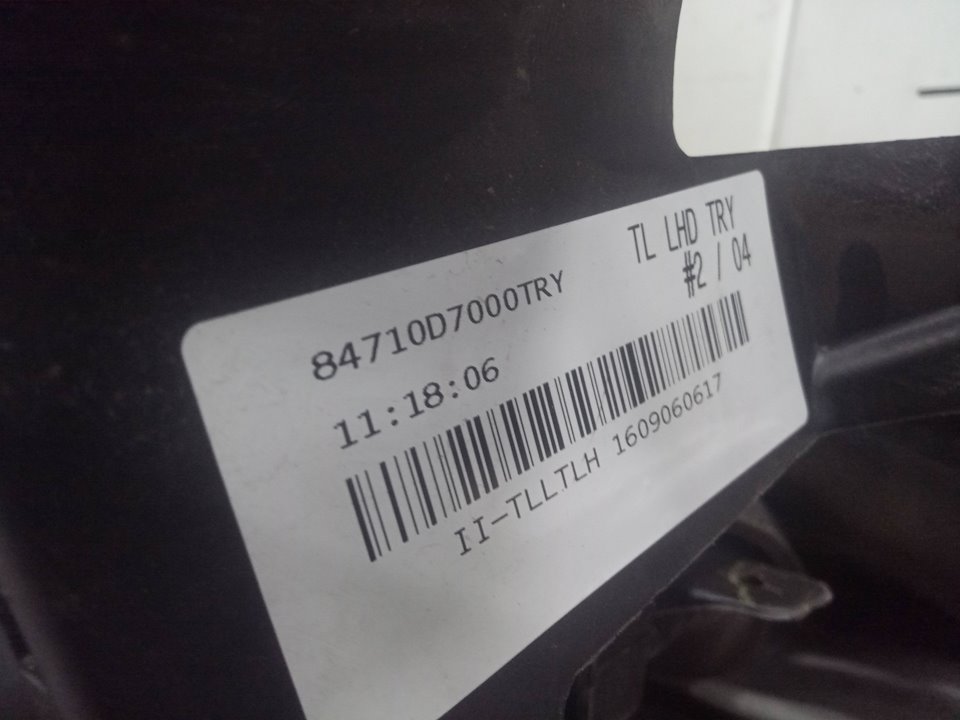 TL LHD TRY
#2 / 04
84710D7000TRY
11:18:06
II-TLLTLH 1609060617